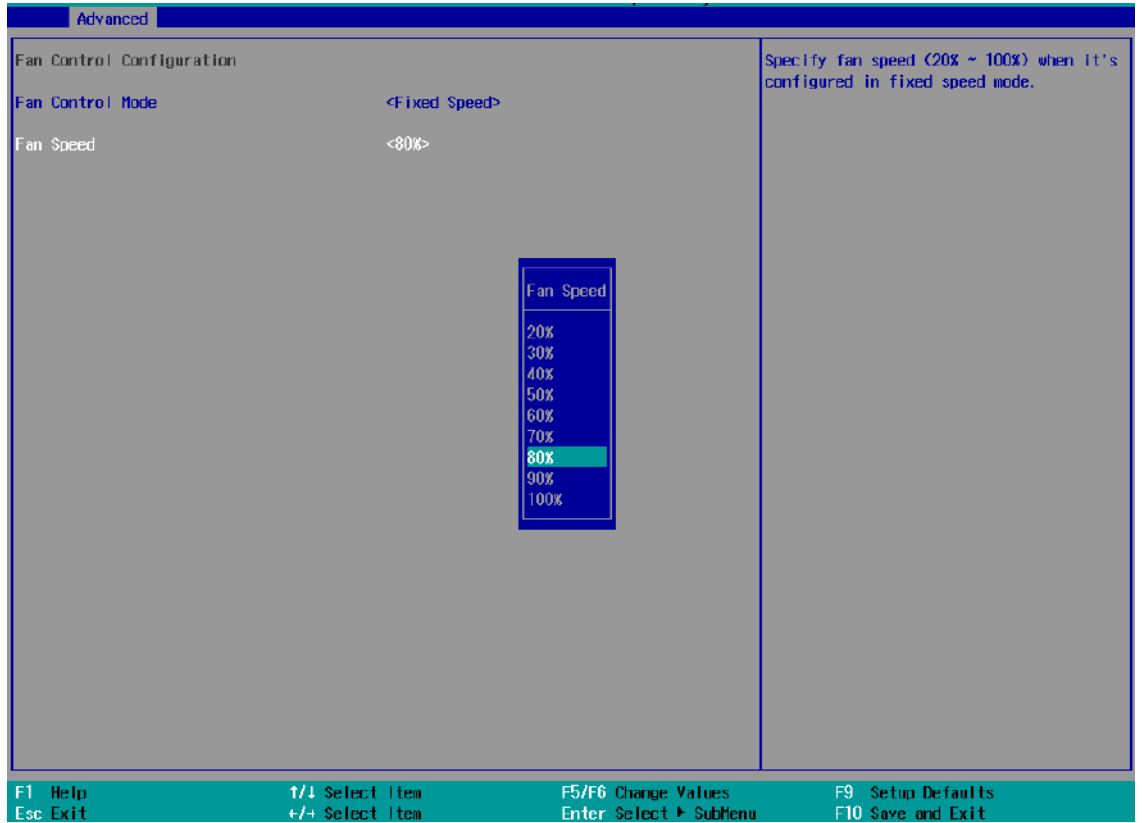 Advanced
Fan Control Configuration
Fan Control Mode <Fixed Speed>
Fan Speed <80%>
Specify fan speed (20% ~ 100%) when it's
configured in fixed speed mode.
Fan Speed
20%
30%
40%
50%
60%
70%
80%
90%
100%
F1 Help ↑/↓ Select Item F5/F6 Change Values F9 Setup Defaults
Esc Exit ←/→ Select Item Enter Select ► SubMenu F10 Save and Exit